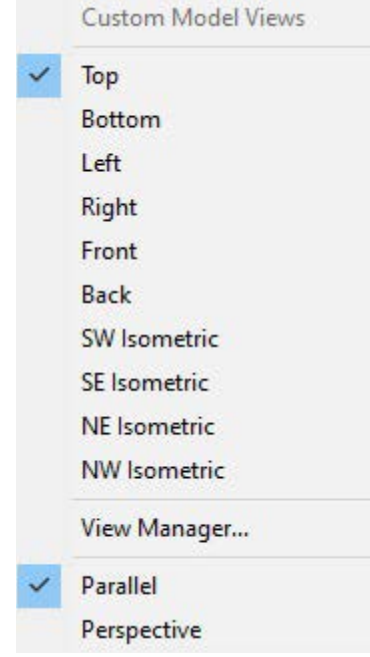 Custom Model Views
Top
Bottom
Left
Right
Front
Back
SW Isometric
SE Isometric
NE Isometric
NW Isometric
View Manager...
Parallel
Perspective